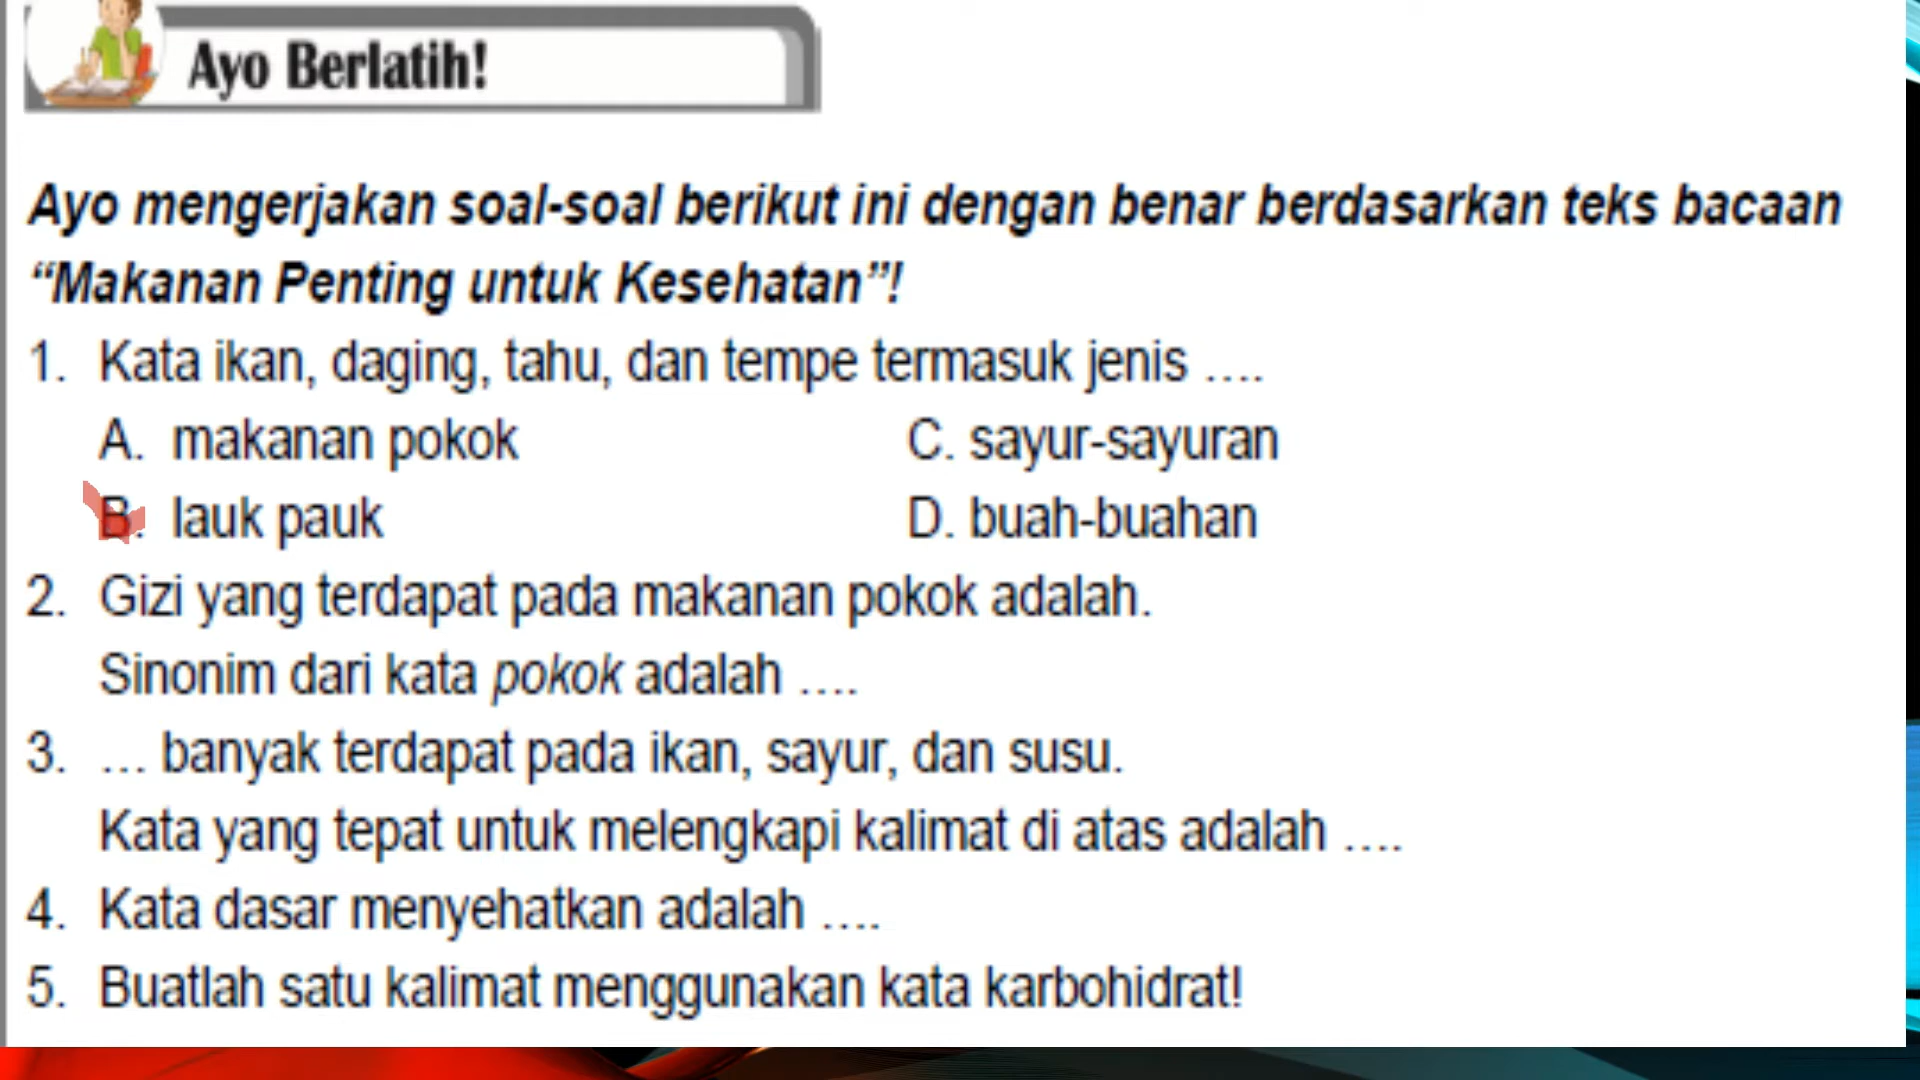 Ayo Berlatih!
Ayo mengerjakan soal-soal berikut ini dengan benar berdasarkan teks bacaan
“Makanan Penting untuk Kesehatan”!
1. Kata ikan, daging, tahu, dan tempe termasuk jenis ....
A. makanan pokok C. sayur-sayuran
B. lauk pauk D. buah-buahan
2. Gizi yang terdapat pada makanan pokok adalah.
Sinonim dari kata pokok adalah ....
3. ... banyak terdapat pada ikan, sayur, dan susu.
Kata yang tepat untuk melengkapi kalimat di atas adalah ....
4. Kata dasar menyehatkan adalah ....
5. Buatlah satu kalimat menggunakan kata karbohidrat!